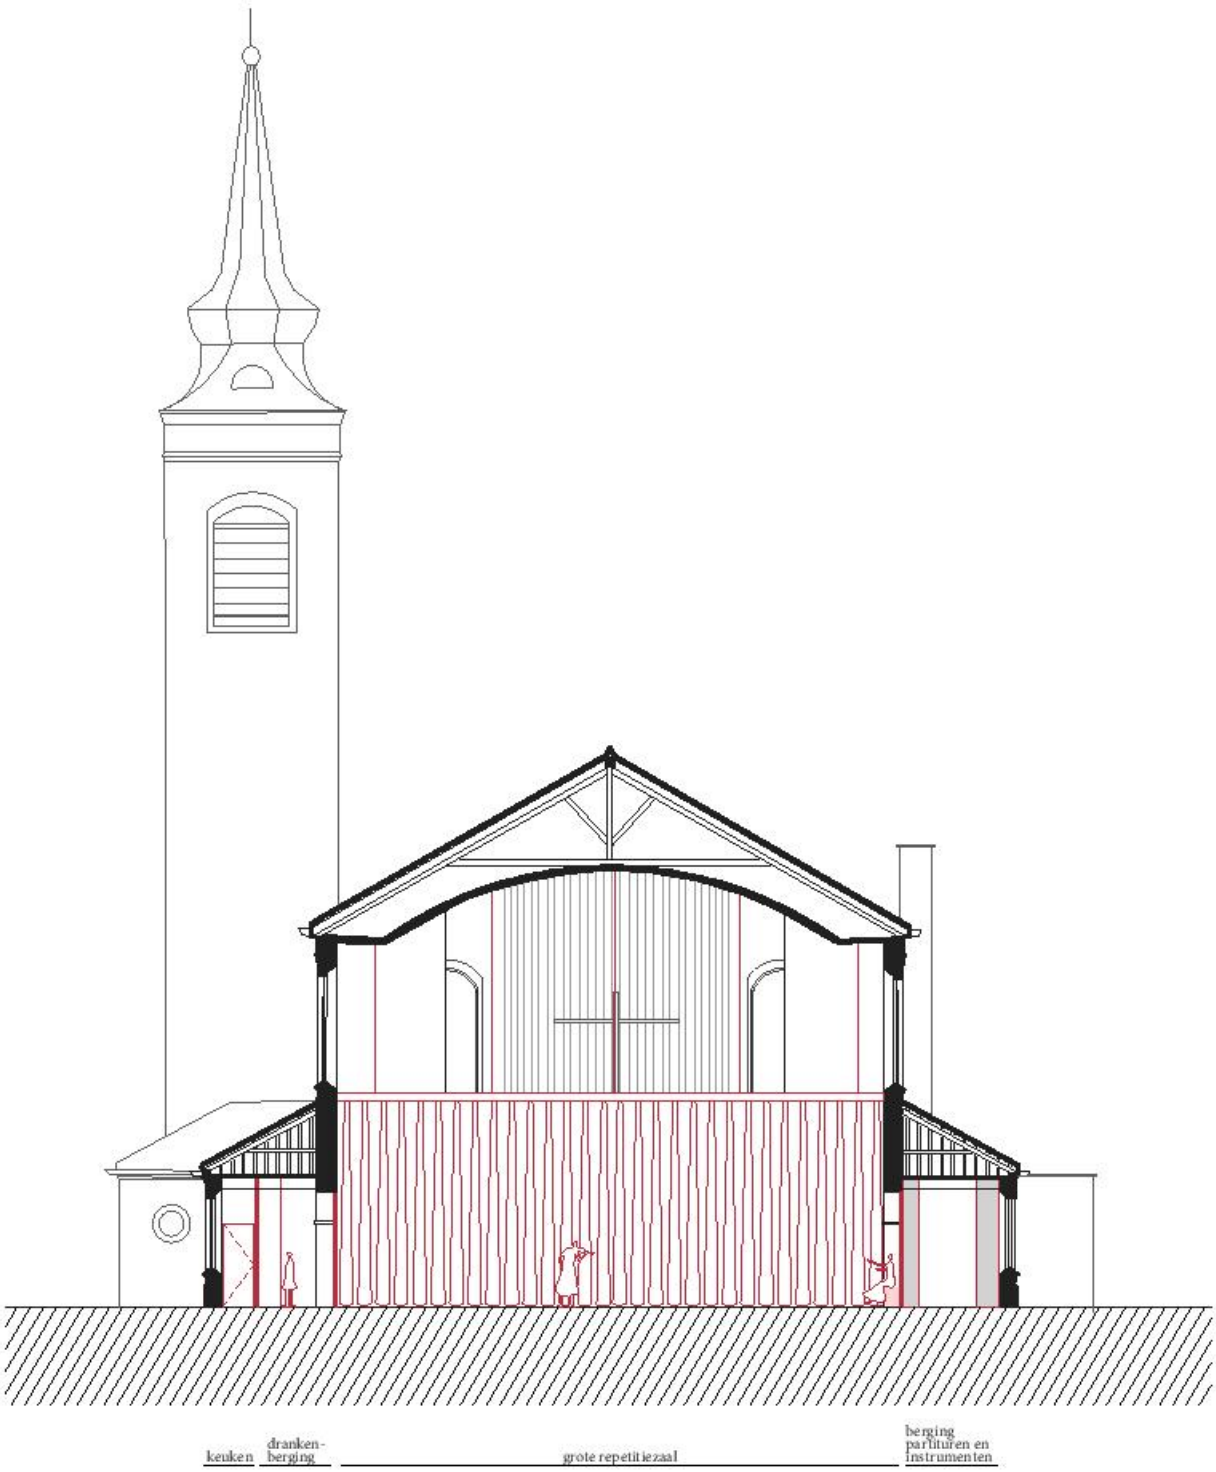 keuken
dranken-
berging
grote repetitiezaal
berging
partituren en
instrumenten